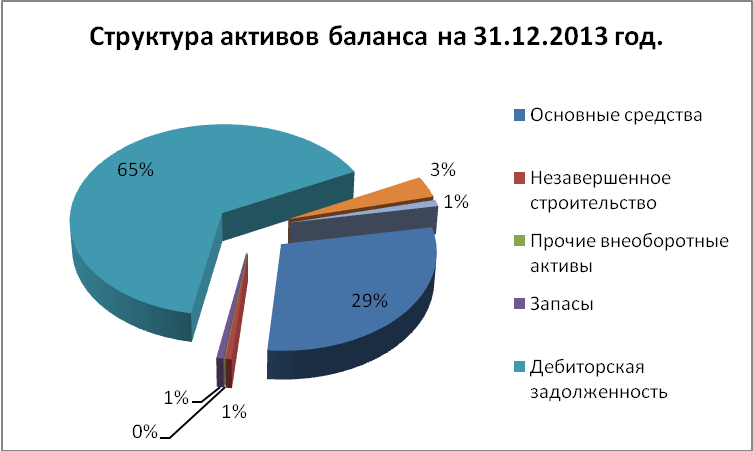 Структура активов баланса на 31.12.2013 год.
65%
3%
1%
29%
1%
0%
1%
Основные средства
Незавершенное
строительство
Прочие внеоборотные
активы
Запасы
Дебиторская
задолженность